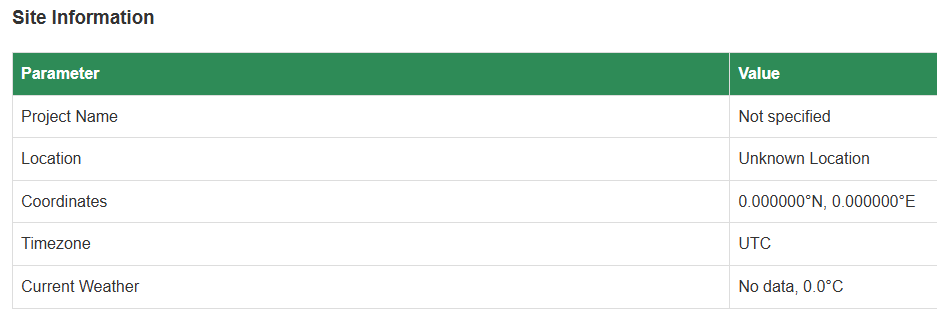 Site Information
Parameter Value
Project Name Not specified
Location Unknown Location
Coordinates 0.000000°N, 0.000000°E
Timezone UTC
Current Weather No data, 0.0°C